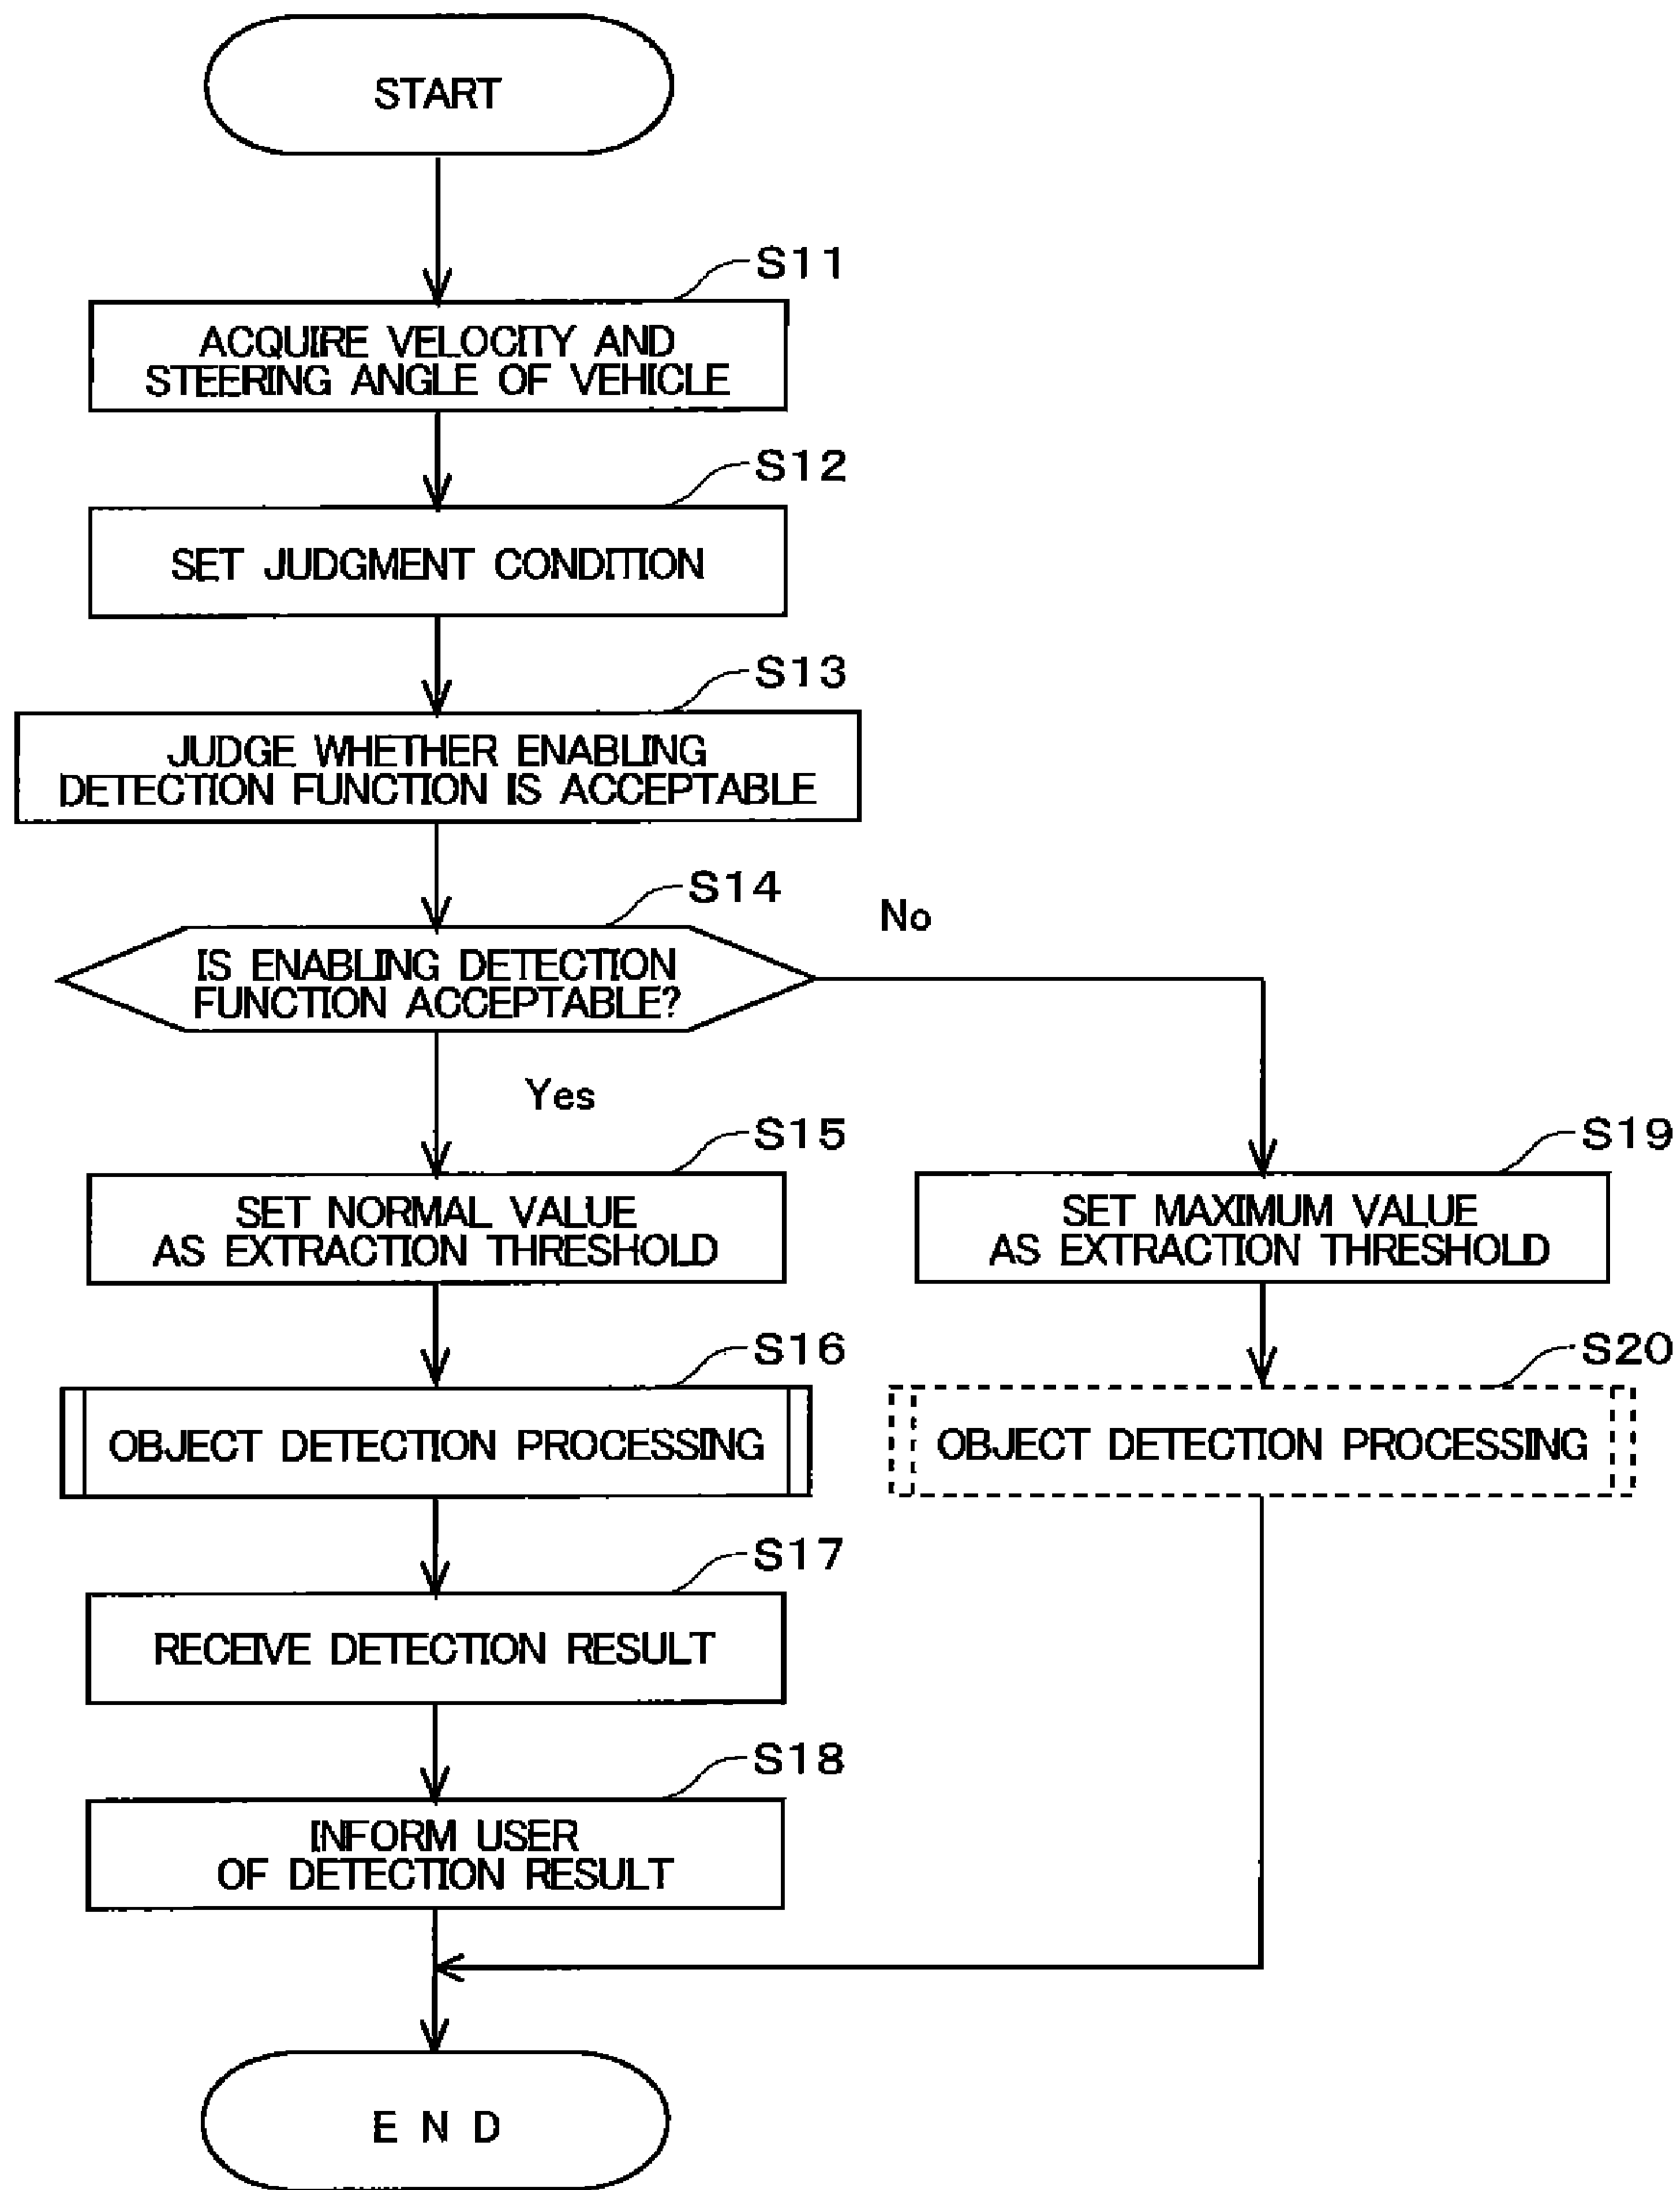 START
S11
ACQUIRE VELOCITY AND
STEERING ANGLE OF VEHICLE
S12
SET JUDGMENT CONDITION
S13
JUDGE WHETHER ENABLING
DETECTION FUNCTION IS ACCEPTABLE
S14
IS ENABLING DETECTION
FUNCTION ACCEPTABLE?
No
Yes
S15
SET NORMAL VALUE
AS EXTRACTION THRESHOLD
S19
SET MAXIMUM VALUE
AS EXTRACTION THRESHOLD
S16
OBJECT DETECTION PROCESSING
S20
OBJECT DETECTION PROCESSING
S17
RECEIVE DETECTION RESULT
S18
INFORM USER
OF DETECTION RESULT
E N D